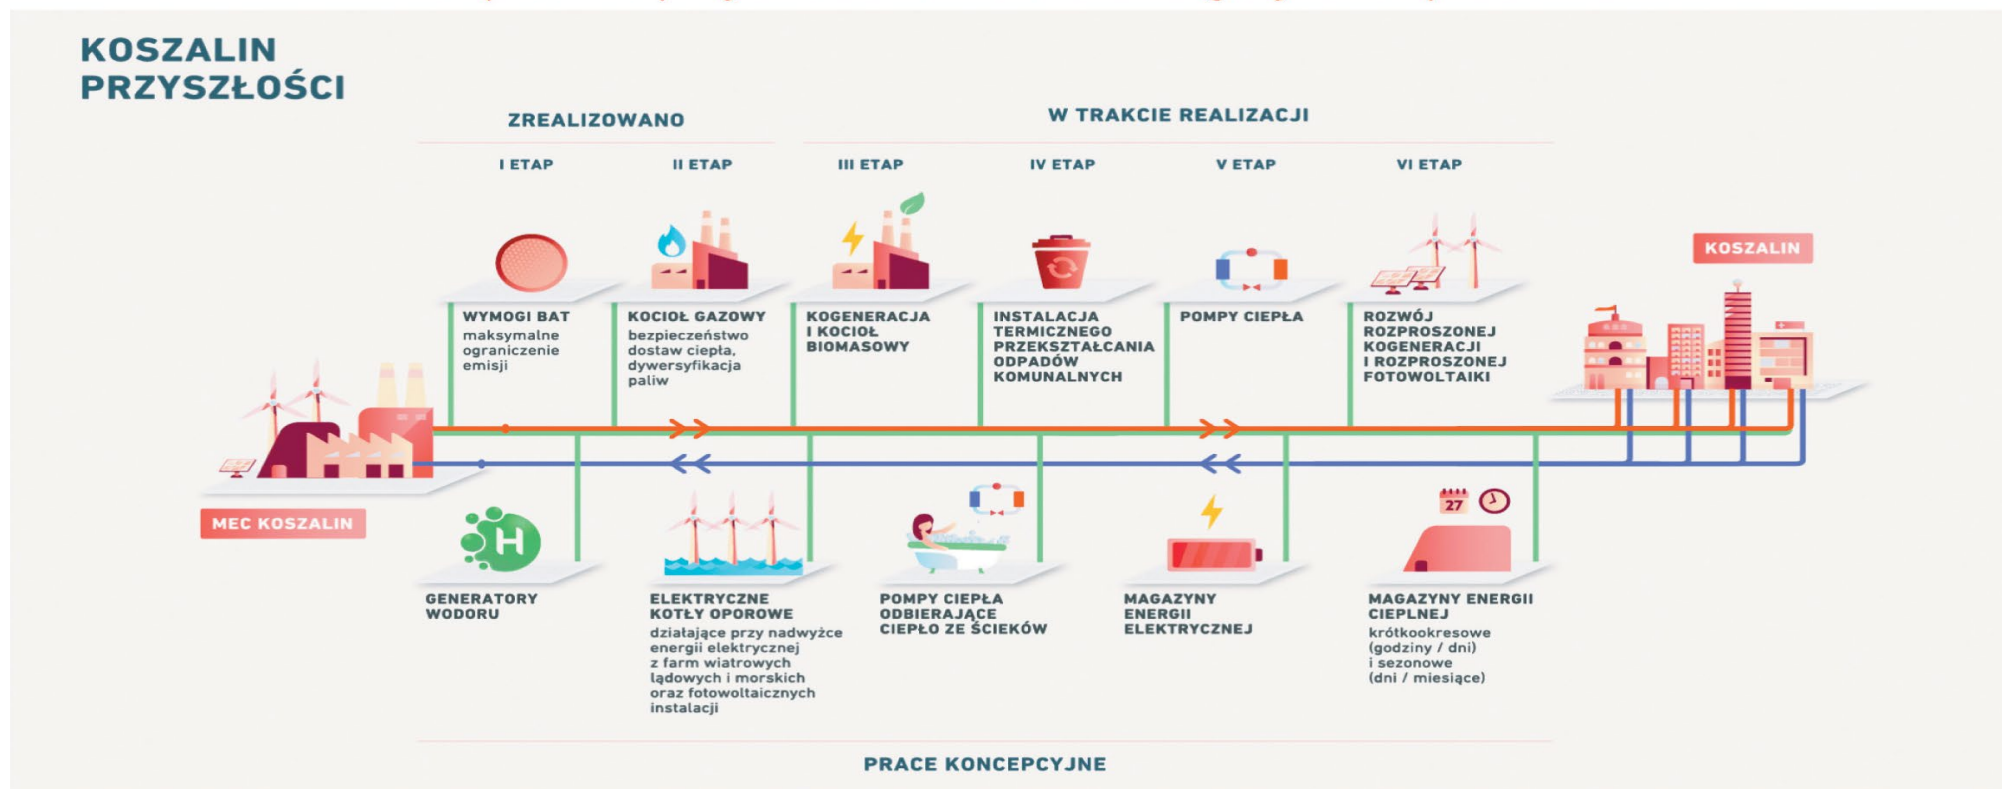 KOSZALIN
PRZYSZŁOŚCI
ZREALIZOWANO
W TRAKCIE REALIZACJI
I ETAP
II ETAP
III ETAP
IV ETAP
V ETAP
VI ETAP
KOSZALIN
WYMOGI BAT
maksymalne
ograniczenie
emisji
KOCIOŁ GAZOWY
bezpieczeństwo
dostaw ciepła,
dywersyfikacja
paliw
KOGENERACJA
I KOCIOŁ
BIOMASOWY
INSTALACJA
TERMICZNEGO
PRZEKSZTAŁCANIA
ODPADÓW
KOMUNALNYCH
POMPY CIEPŁA
ROZWÓJ
ROZPROSZONEJ
KOGENERACJI
I ROZPROSZONEJ
FOTOWOLTAIKI
MEC KOSZALIN
H
27
GENERATORY
WODORU
ELEKTRYCZNE
KOTŁY OPOROWE
działające przy nadwyżce
energii elektrycznej
z farm wiatrowych
lądowych i morskich
oraz fotowoltaicznych
instalacji
POMPY CIEPŁA
ODBIERAJĄCE
CIEPŁO ZE ŚCIEKÓW
MAGAZYNY
ENERGII
ELEKTRYCZNEJ
MAGAZYNY ENERGII
CIEPLNEJ
krótkookresowe
(godziny / dni)
i sezonowe
(dni / miesiące)
PRACE KONCEPCYJNE